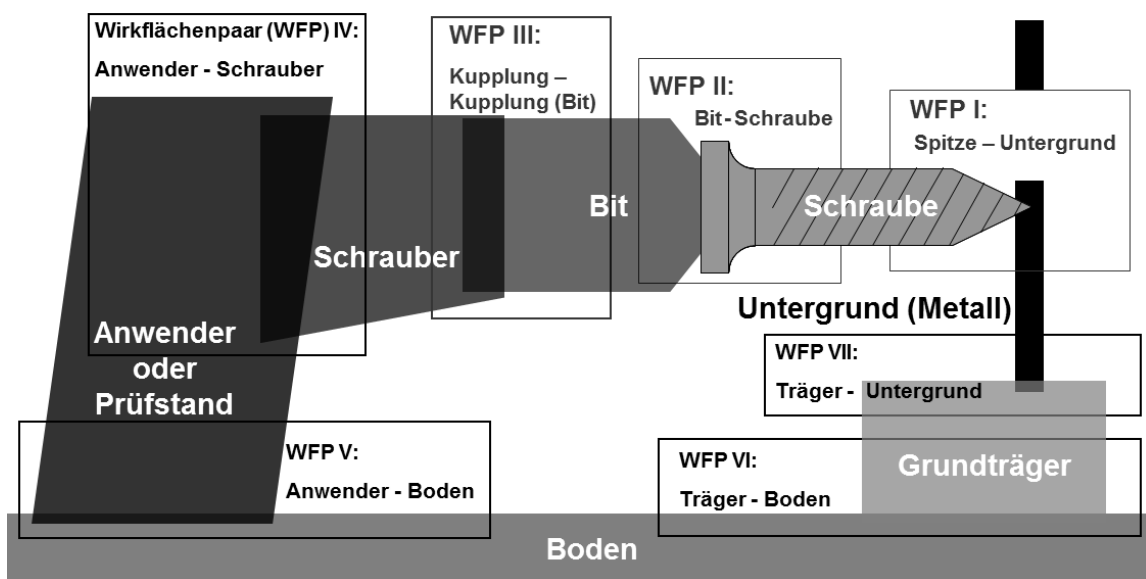 Wirkflächenpaar (WFP) IV:
Anwender - Schrauber
WFP III:
Kupplung –
Kupplung (Bit)
WFP II:
Bit - Schraube
WFP I:
Spitze – Untergrund
Bit
Schraube
Schrauber
Untergrund (Metall)
Anwender
oder
Prüfstand
WFP VII:
Träger - Untergrund
WFP V:
Anwender - Boden
WFP VI:
Träger - Boden
Grundträger
Boden